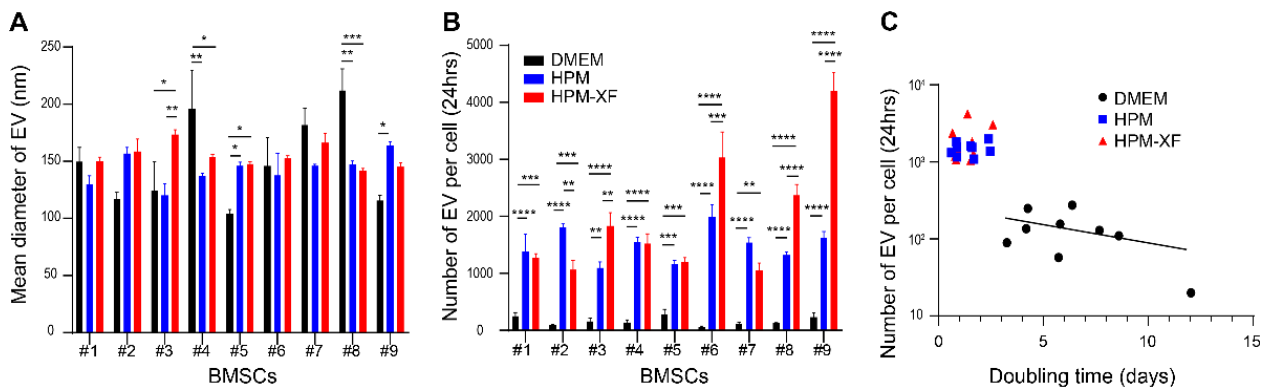 A
Mean diameter of EV (nm)
250
200
150
100
50
0
* ** * ** * * * ** *** *
#1 #2 #3 #4 #5 #6 #7 #8 #9
BMSCs
B
Number of EV per cell (24hrs)
5000
4000
3000
2000
1000
0
DMEM
HPM
HPM-XF
*** **** *** ** **** **** ** ** **** **** *** *** **** *** **** ** **** **** **** **** **** **** ****
#1 #2 #3 #4 #5 #6 #7 #8 #9
BMSCs
C
Number of EV per cell (24hrs)
10⁴
10³
10²
10
DMEM
HPM
HPM-XF
0 5 10 15
Doubling time (days)